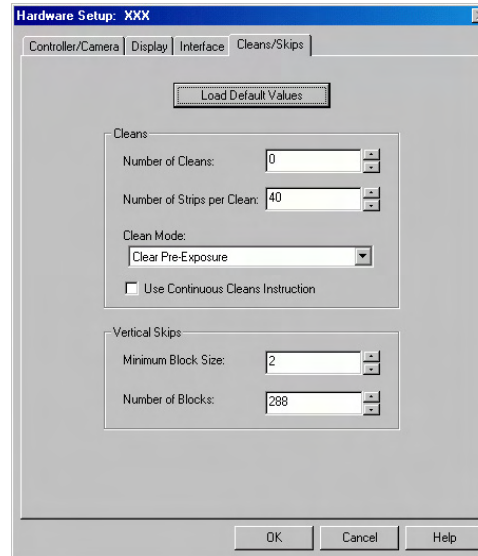 Hardware Setup: XXX
Controller/Camera Display Interface Cleans/Skips
Load Default Values
Cleans
Number of Cleans: 0
Number of Strips per Clean: 40
Clean Mode:
Clear Pre-Exposure
Use Continuous Cleans Instruction
Vertical Skips
Minimum Block Size: 2
Number of Blocks: 288
OK Cancel Help